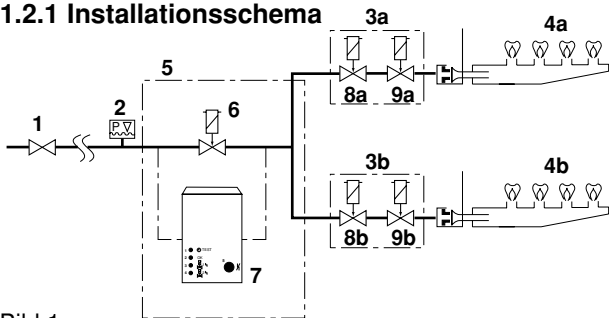 1.2.1 Installationsschema
3a
4a
5
8a 9a
1
2
P
6
3b
4b
8b 9b
TEST
OK
7
Bild 1